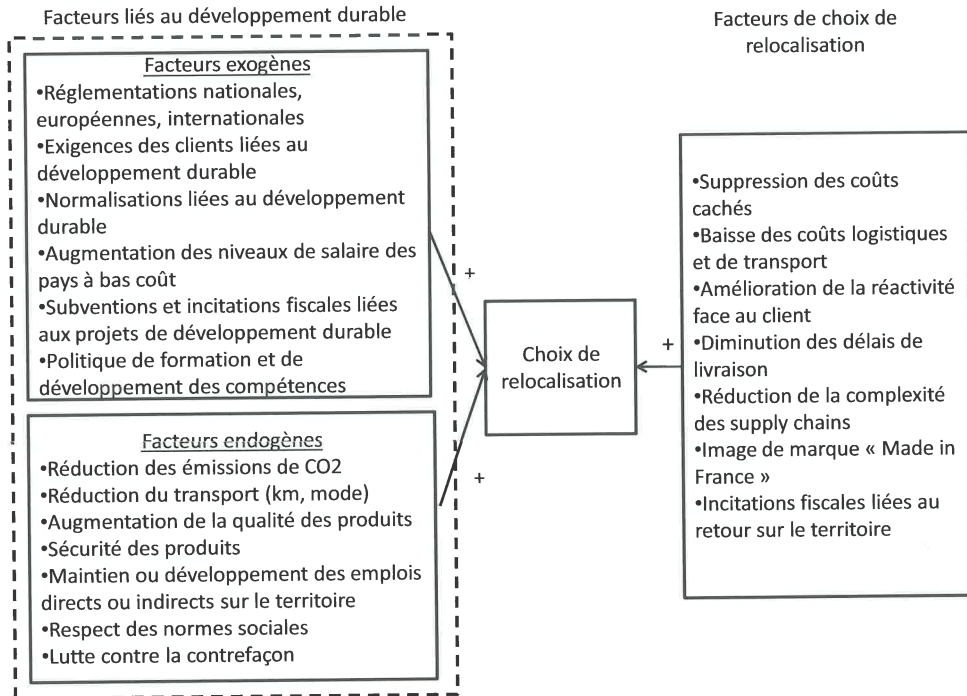 Facteurs liés au développement durable
Facteurs exogènes
•Réglementations nationales,
européennes, internationales
•Exigences des clients liées au
développement durable
•Normalisations liées au développement
durable
•Augmentation des niveaux de salaire des
pays à bas coût
•Subventions et incitations fiscales liées
aux projets de développement durable
•Politique de formation et de
développement des compétences
Facteurs endogènes
•Réduction des émissions de CO2
•Réduction du transport (km, mode)
•Augmentation de la qualité des produits
•Sécurité des produits
•Maintien ou développement des emplois
directs ou indirects sur le territoire
•Respect des normes sociales
•Lutte contre la contrefaçon
+
+
Choix de
relocalisation
+
Facteurs de choix de
relocalisation
•Suppression des coûts
cachés
•Baisse des coûts logistiques
et de transport
•Amélioration de la réactivité
face au client
•Diminution des délais de
livraison
•Réduction de la complexité
des supply chains
•Image de marque « Made in
France »
•Incitations fiscales liées au
retour sur le territoire